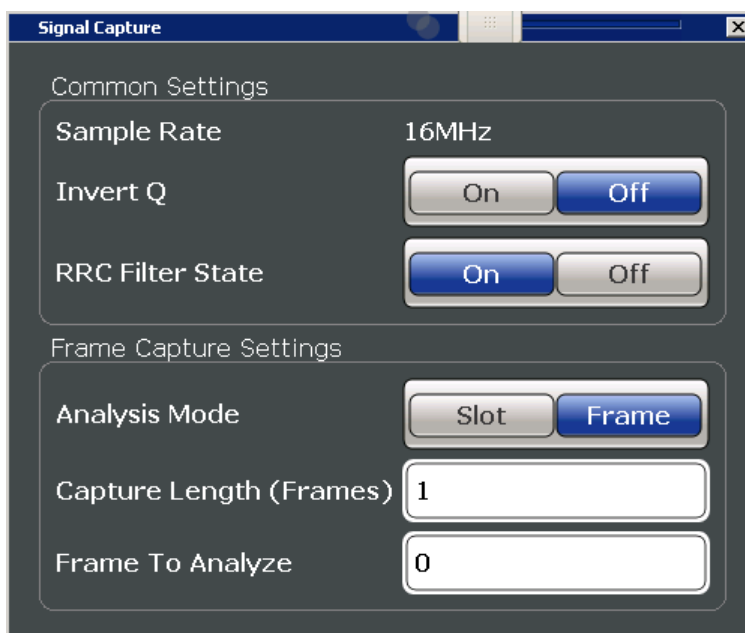 Signal Capture
Common Settings
Sample Rate 16MHz
Invert Q On Off
RRC Filter State On Off
Frame Capture Settings
Analysis Mode Slot Frame
Capture Length (Frames) 1
Frame To Analyze 0